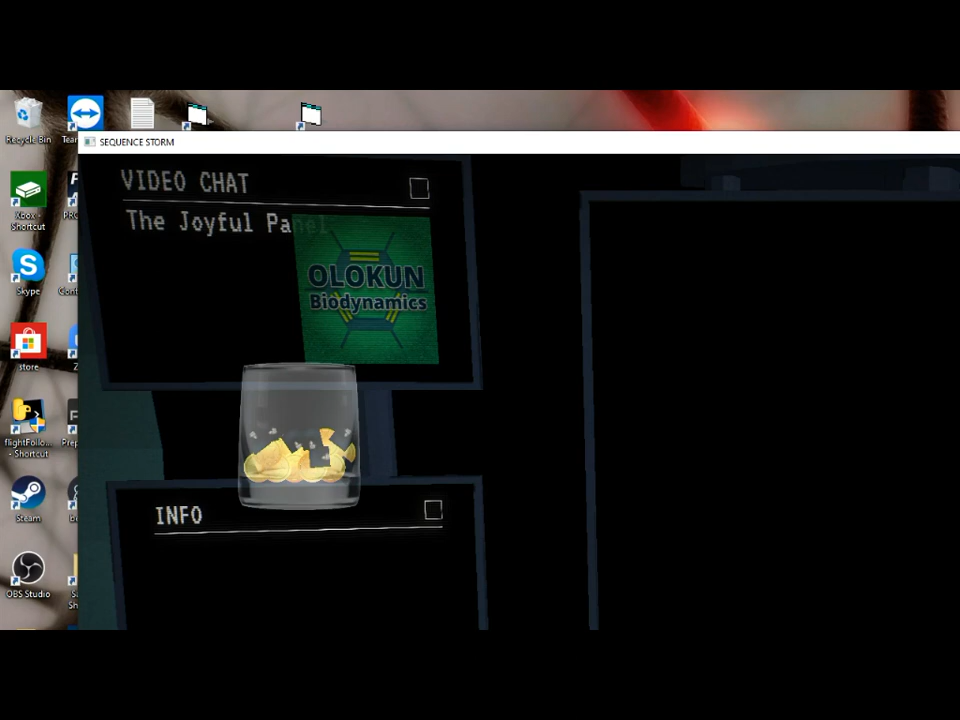 Recycle Bin
SEQUENCE STORM
VIDEO CHAT
The Joyful Panel
OLOKUN
Biodynamics
Xbox -
Shortcut
Skype
store
flightFollo...
- Shortcut
INFO
Steam
OBS Studio